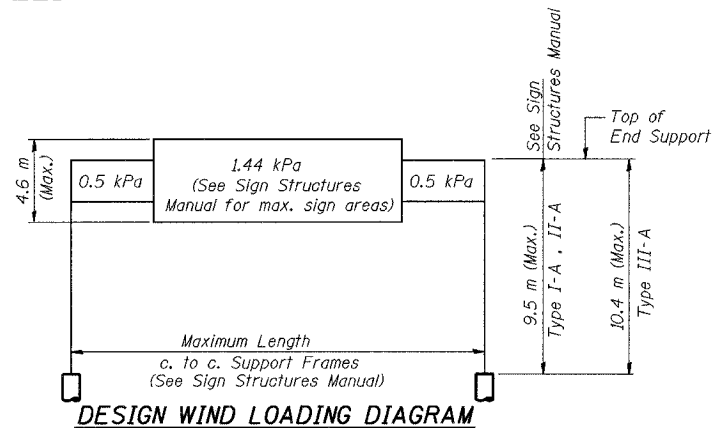 See Sign
Structures Manual
Top of
End Support
4.6 m
(Max.)
0.5 kPa
1.44 kPa
(See Sign Structures
Manual for max. sign areas)
0.5 kPa
9.5 m (Max.)
Type I-A , II-A
10.4 m (Max.)
Type III-A
Maximum Length
c. to c. Support Frames
(See Sign Structures Manual)
DESIGN WIND LOADING DIAGRAM